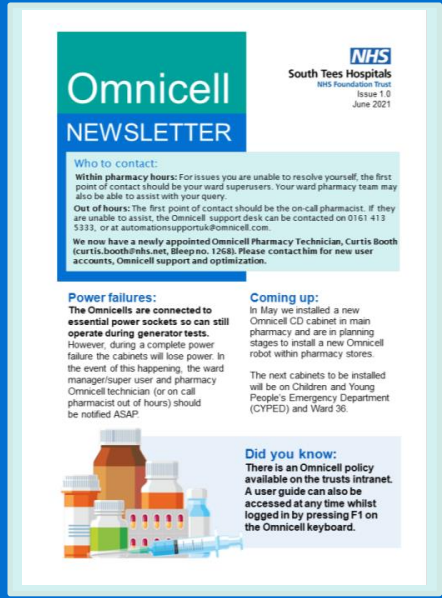 NHS
South Tees Hospitals
NHS Foundation Trust
Issue 1.0
June 2021
Omnicell
NEWSLETTER
Who to contact:
Within pharmacy hours: For issues you are unable to resolve yourself, the first
point of contact should be your ward superusers. Your ward pharmacy team may
also be able to assist with your query.
Out of hours: The first point of contact should be the on-call pharmacist. If they
are unable to assist, the Omnicell support desk can be contacted on 0161 413
5333, or at automationsupportuk@omnicell.com.
We now have a newly appointed Omnicell Pharmacy Technician, Curtis Booth
(curtis.booth@nhs.net, Bleep no. 1268). Please contact him for new user
accounts, Omnicell support and optimization.
Power failures:
The Omnicells are connected to
essential power sockets so can still
operate during generator tests.
However, during a complete power
failure the cabinets will lose power. In
the event of this happening, the ward
manager/super user and pharmacy
Omnicell technician (or on call
pharmacist out of hours) should
be notified ASAP.
Coming up:
In May we installed a new
Omnicell CD cabinet in main
pharmacy and are in planning
stages to install a new Omnicell
robot within pharmacy stores.
The next cabinets to be installed
will be on Children and Young
People's Emergency Department
(CYPED) and Ward 36.
Did you know:
There is an Omnicell policy
available on the trusts intranet.
A user guide can also be
accessed at any time whilst
logged in by pressing F1 on
the Omnicell keyboard.